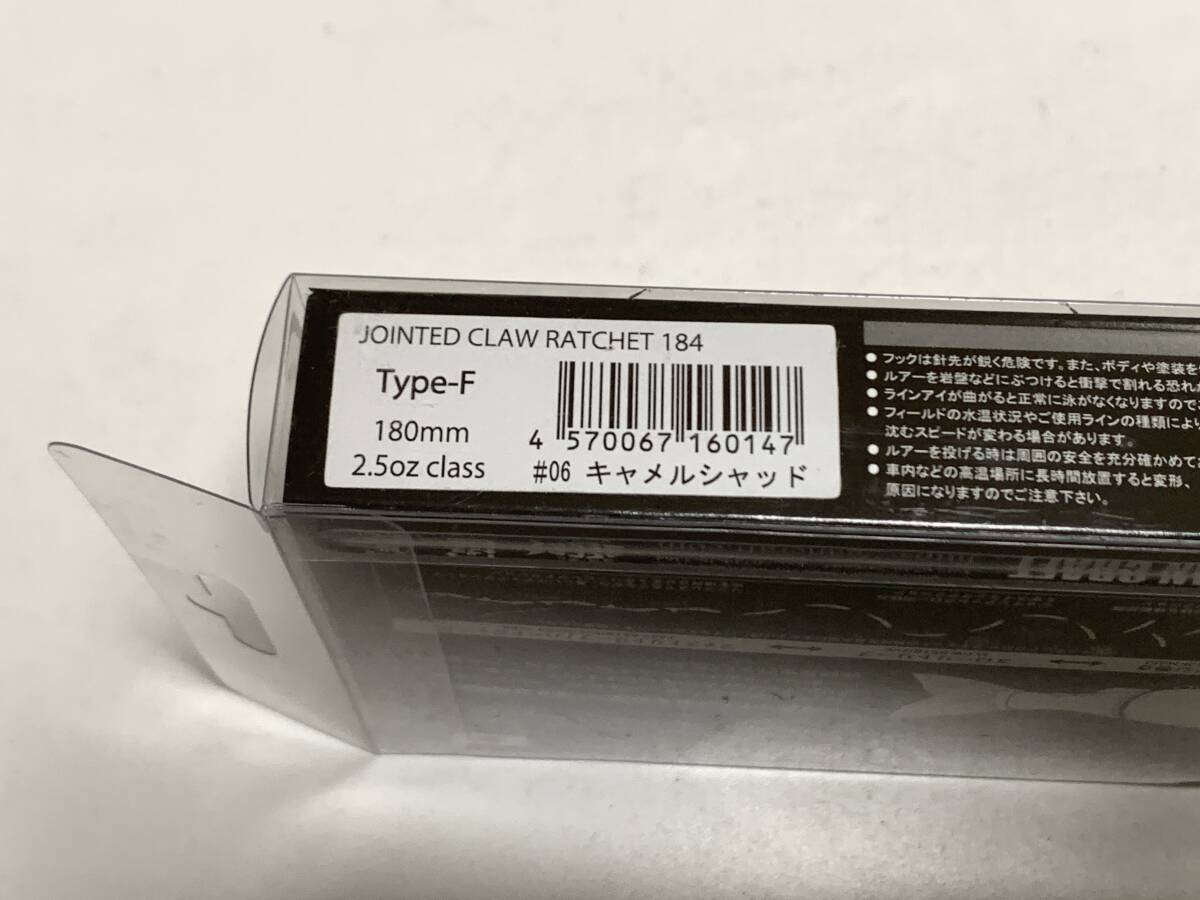 JOINTED CLAW RATCHET 184
Type-F
180mm
2.5oz class
4 570067 160147
#06 キャメルシャッド
● フックは針先が鋭く危険です。また、ボディや塗装を
● ルアーを岩盤などにぶつけると衝撃で割れる恐れが
● ラインアイが曲がると正常に泳がなくなりますので
● フィールドの水温状況やご使用ラインの種類により
沈むスピードが変わる場合があります。
● ルアーを投げる時は周囲の安全を充分確かめて
● 車内などの高温場所に長時間放置すると変形、
原因になりますのでご注意下さい。
N CRAFT